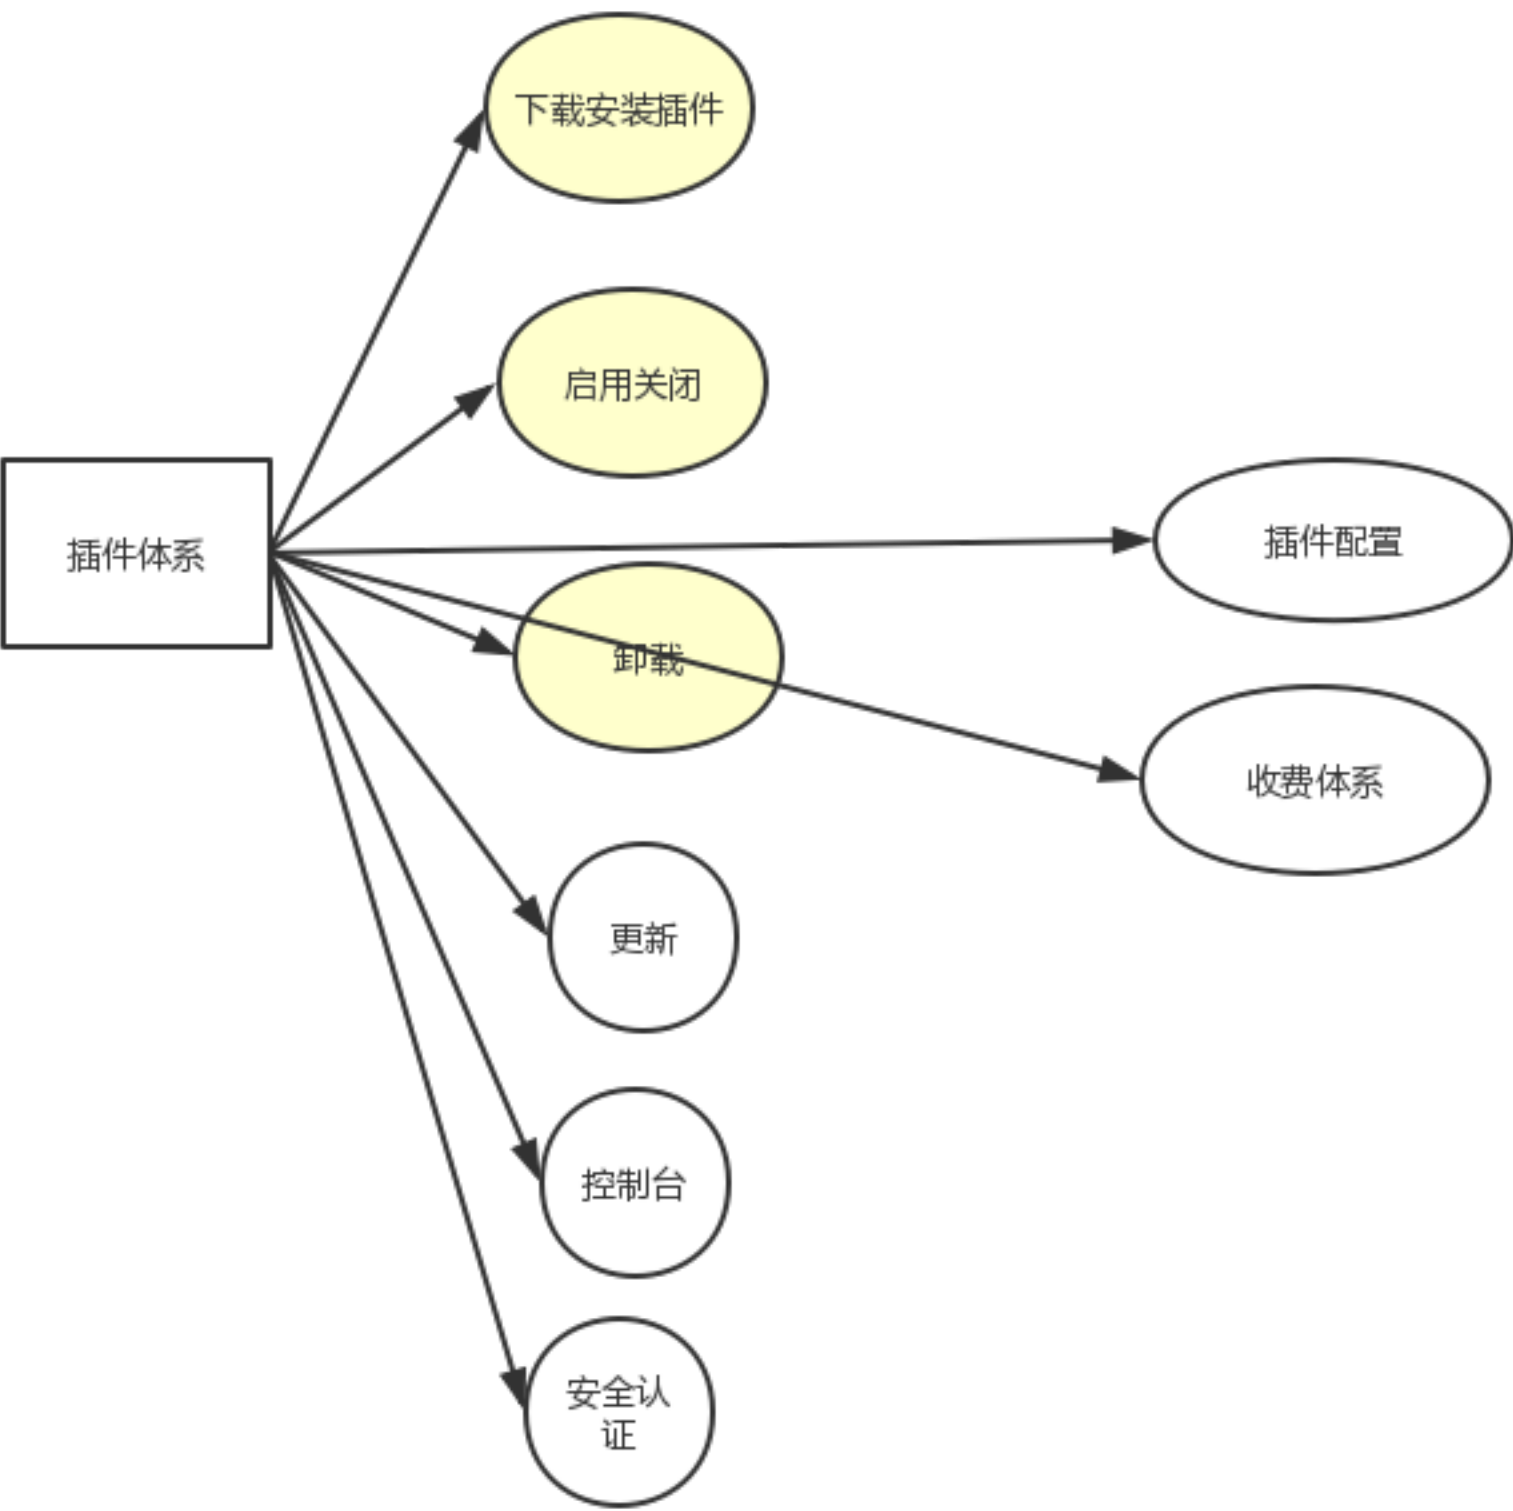 下载安装插件
启用关闭
插件体系
插件配置
卸载
收费体系
更新
控制台
安全认
证